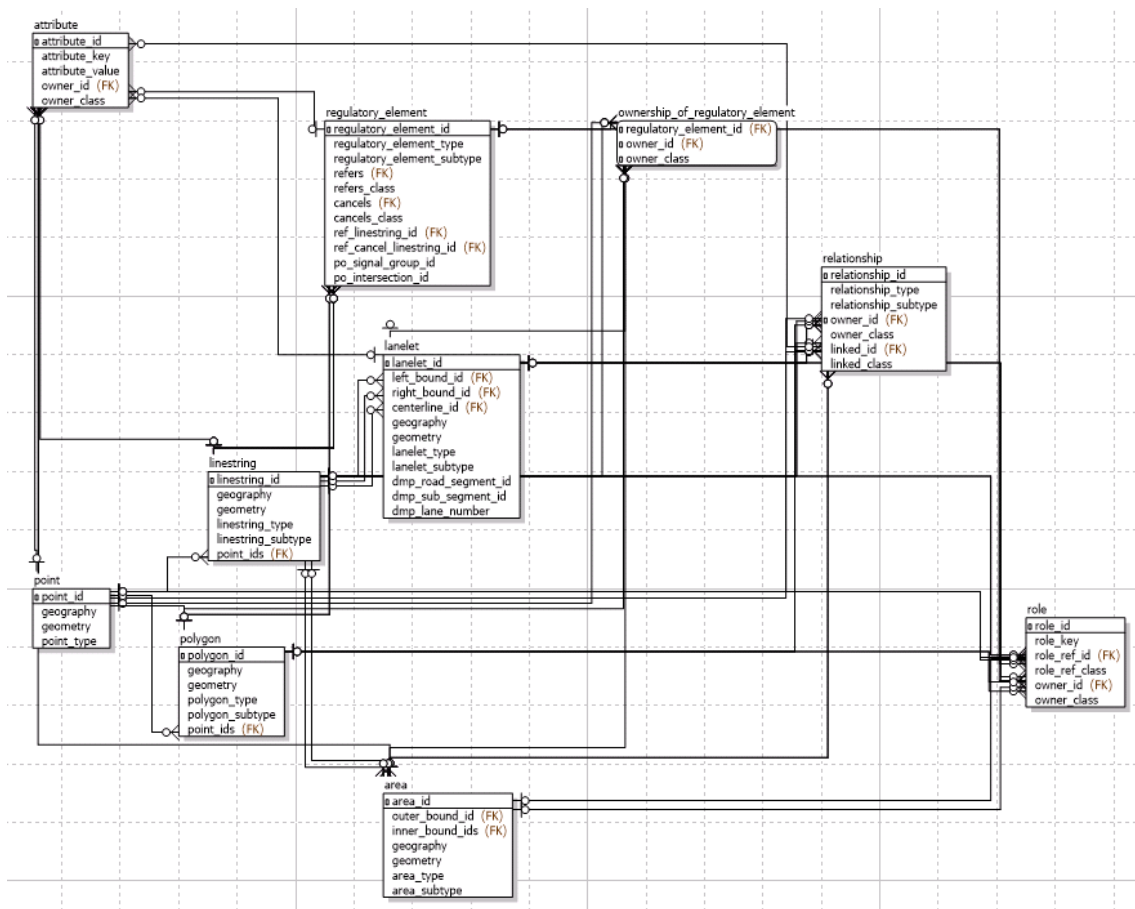 attribute
attribute_id
attribute_key
attribute_value
owner_id (FK)
owner_class
regulatory_element
regulatory_element_id
regulatory_element_type
regulatory_element_subtype
refers (FK)
refers_class
cancels (FK)
cancels_class
ref_linestring_id (FK)
ref_cancel_linestring_id (FK)
po_signal_group_id
po_intersection_id
ownership_of_regulatory_element
regulatory_element_id (FK)
owner_id (FK)
owner_class
relationship
relationship_id
relationship_type
relationship_subtype
owner_id (FK)
owner_class
linked_id (FK)
linked_class
lanelet
lanelet_id
left_bound_id (FK)
right_bound_id (FK)
centerline_id (FK)
geography
geometry
lanelet_type
lanelet_subtype
dmp_road_segment_id
dmp_sub_segment_id
dmp_lane_number
linestring
linestring_id
geography
geometry
linestring_type
linestring_subtype
point_ids (FK)
point
point_id
geography
geometry
point_type
polygon
polygon_id
geography
geometry
polygon_type
polygon_subtype
point_ids (FK)
role
role_id
role_key
role_ref_id (FK)
role_ref_class
owner_id (FK)
owner_class
area
area_id
outer_bound_id (FK)
inner_bound_ids (FK)
geography
geometry
area_type
area_subtype